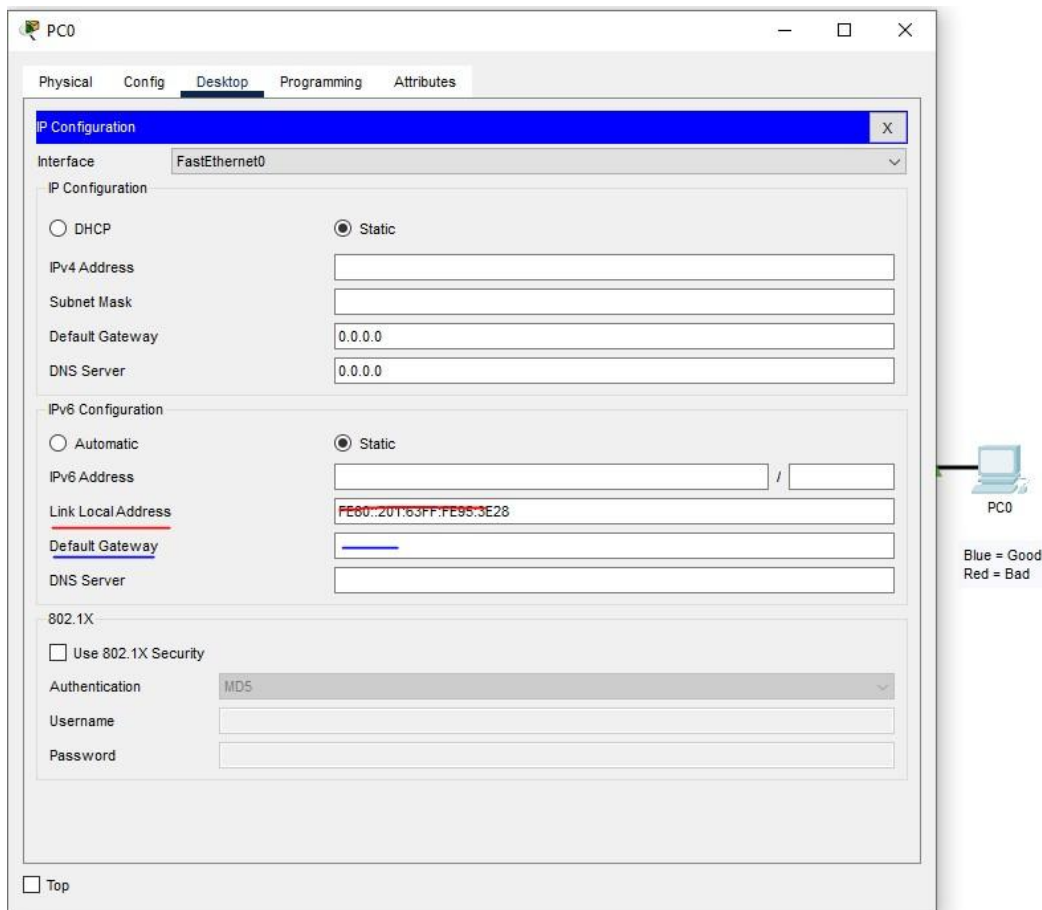 PC0
Physical Config Desktop Programming Attributes
IP Configuration X
Interface FastEthernet0
IP Configuration
DHCP Static
IPv4 Address
Subnet Mask
Default Gateway 0.0.0.0
DNS Server 0.0.0.0
IPv6 Configuration
Automatic Static
IPv6 Address /
Link Local Address FE80::201:63FF:FE95:3E28
Default Gateway
DNS Server
802.1X
Use 802.1X Security
Authentication MD5
Username
Password
Top
PC0
Blue = Good
Red = Bad